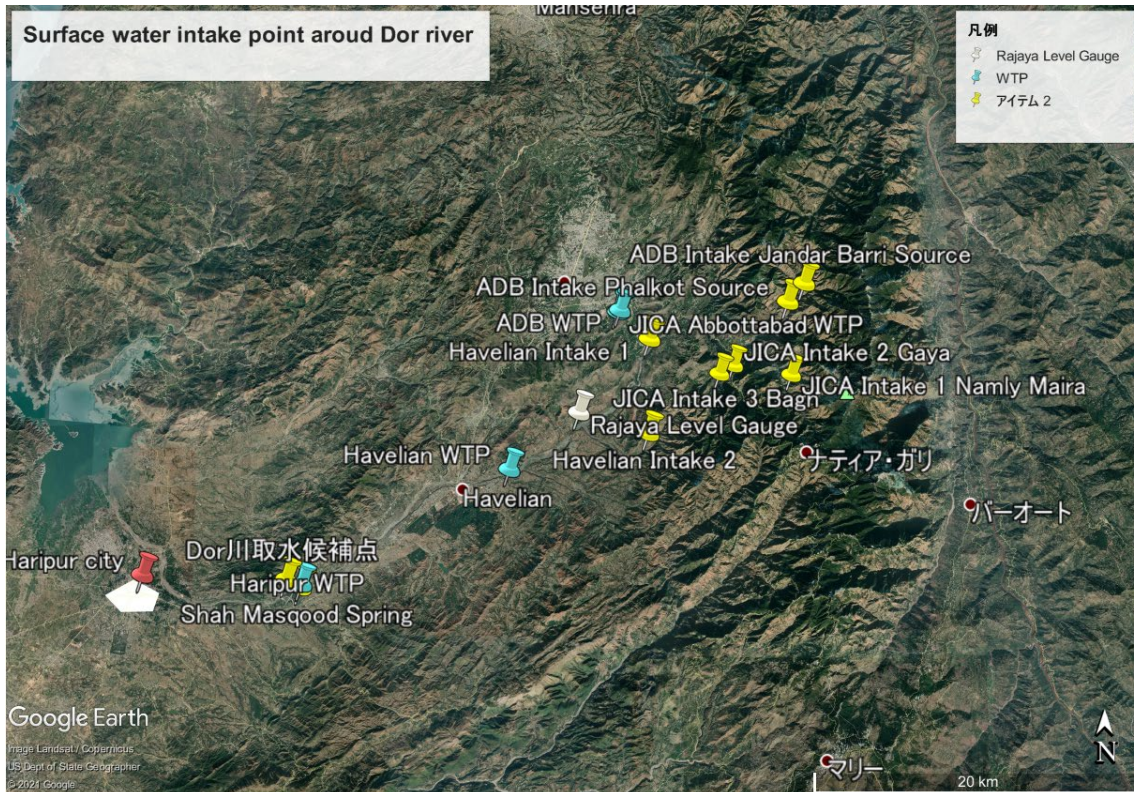 Mansehra
Surface water intake point aroud Dor river
凡例
Rajaya Level Gauge
WTP
アイテム 2
ADB Intake Jandar Barri Source
ADB Intake Phalkot Source
ADB WTP
JICA Abbottabad WTP
Havelian Intake 1
JICA Intake 2 Gaya
JICA Intake 1 Namly Maira
JICA Intake 3 Bagh
Rajaya Level Gauge
Havelian WTP
Havelian Intake 2
ナティア・ガリ
Havelian
バーオート
Dor川取水候補点
Haripur city
Haripur WTP
Shah Masqood Spring
Google Earth
Image Landsat / Copernicus
US Dept of State Geographer
© 2021 Google
マリー
20 km
N